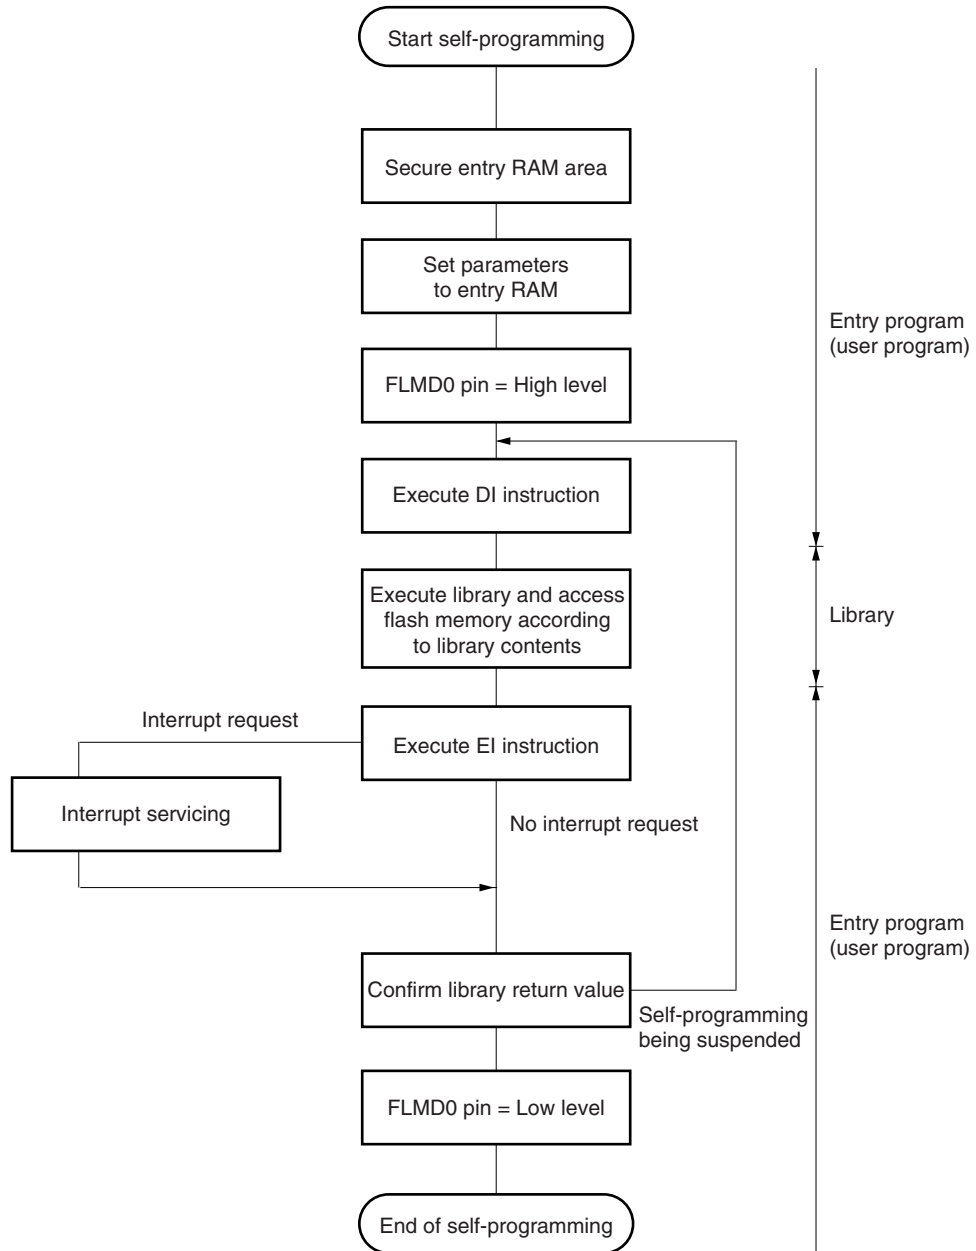 Start self-programming
Secure entry RAM area
Set parameters
to entry RAM
Entry program
(user program)
FLMD0 pin = High level
Execute DI instruction
Execute library and access
flash memory according
to library contents
Library
Interrupt request
Execute EI instruction
Interrupt servicing
No interrupt request
Entry program
(user program)
Confirm library return value
Self-programming
being suspended
FLMD0 pin = Low level
End of self-programming